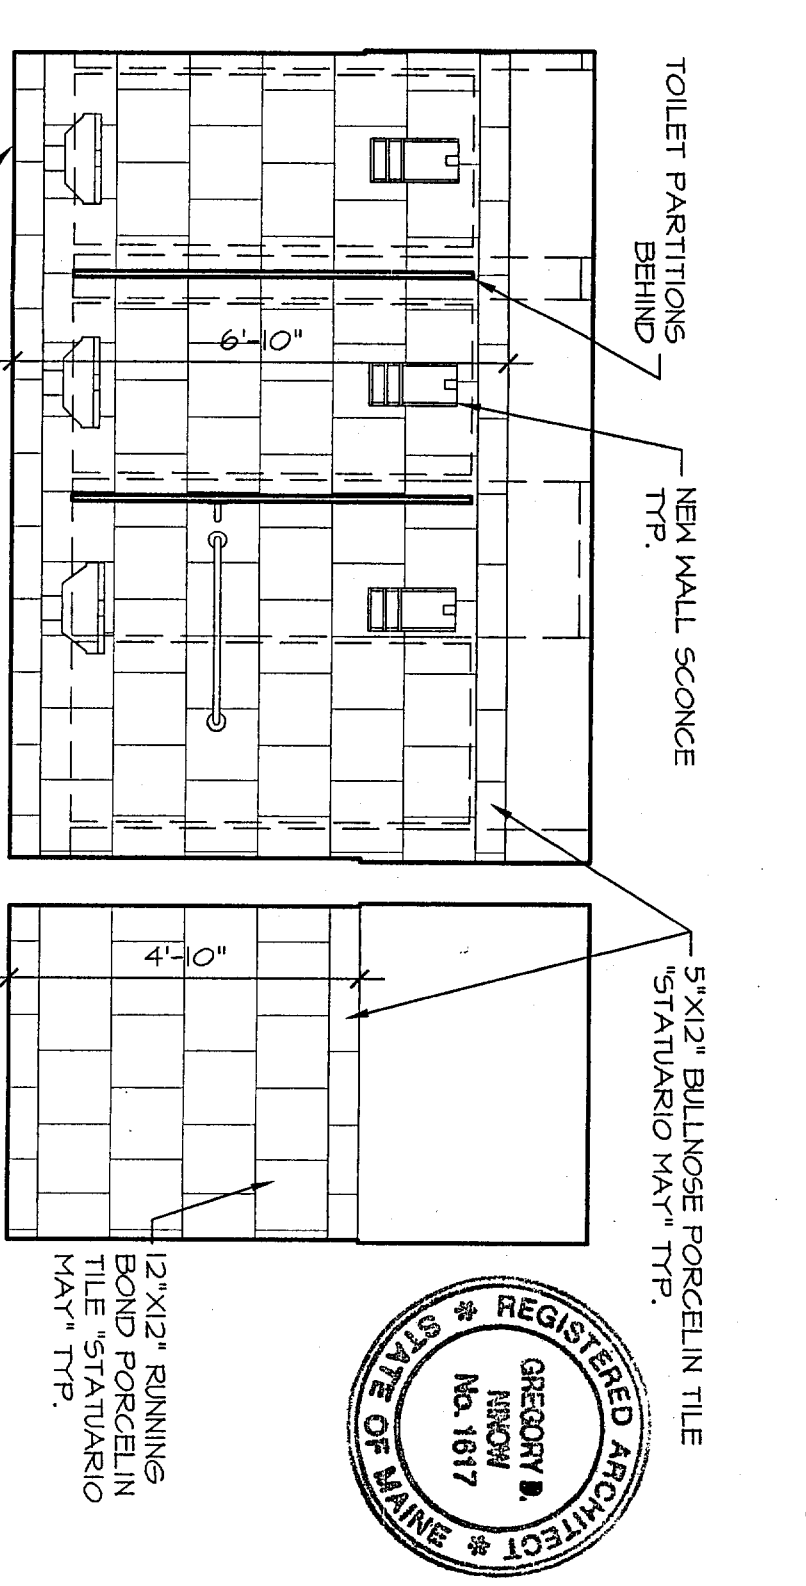 TOILET PARTITIONS
BEHIND
NEW WALL SCONCE
TYP.
5"X12" BULLNOSE PORCELIN TILE
"STATUARIO MAY" TYP.
6'-10"
4'-10"
12"X12" RUNNING
BOND PORCELIN
TILE "STATUARIO
MAY" TYP.
REGISTERED ARCHITECT
STATE OF MAINE
GREGORY D.
NINOW
No. 1617